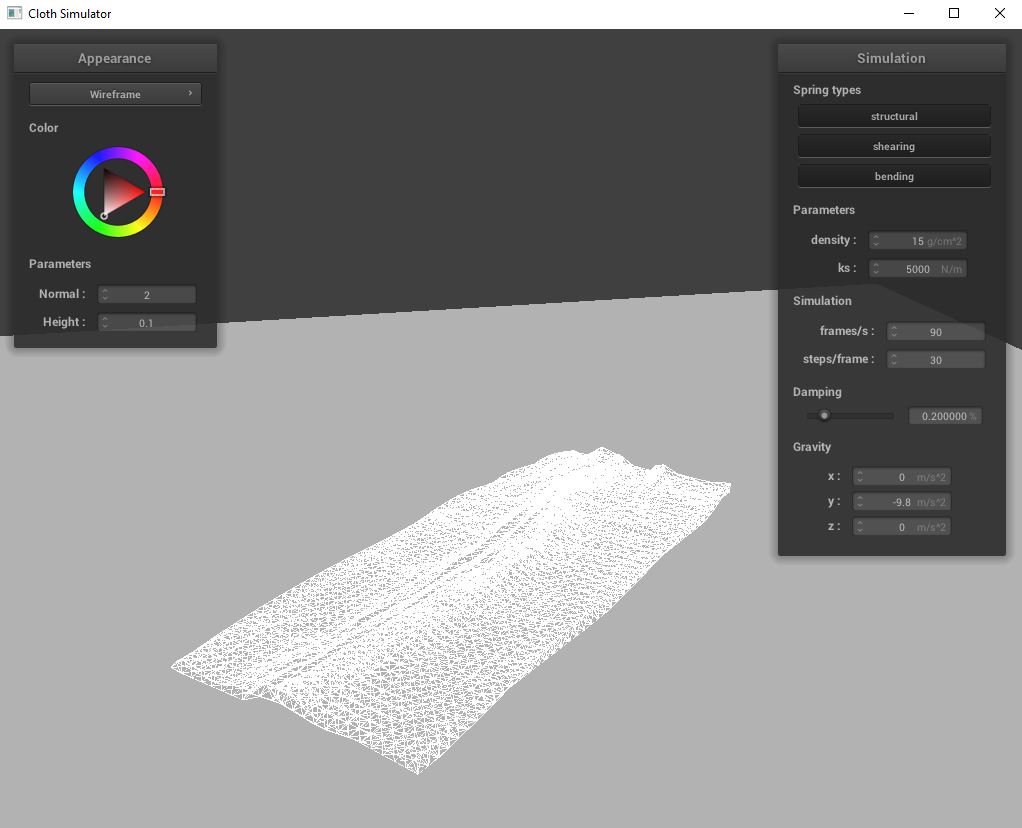 Cloth Simulator
Appearance
Wireframe
Color
Parameters
Normal : 2
Height : 0.1
Simulation
Spring types
structural
shearing
bending
Parameters
density : 15 g/cm^2
ks : 5000 N/m
Simulation
frames/s : 90
steps/frame : 30
Damping
0.200000 %
Gravity
x : 0 m/s^2
y : -9.8 m/s^2
z : 0 m/s^2